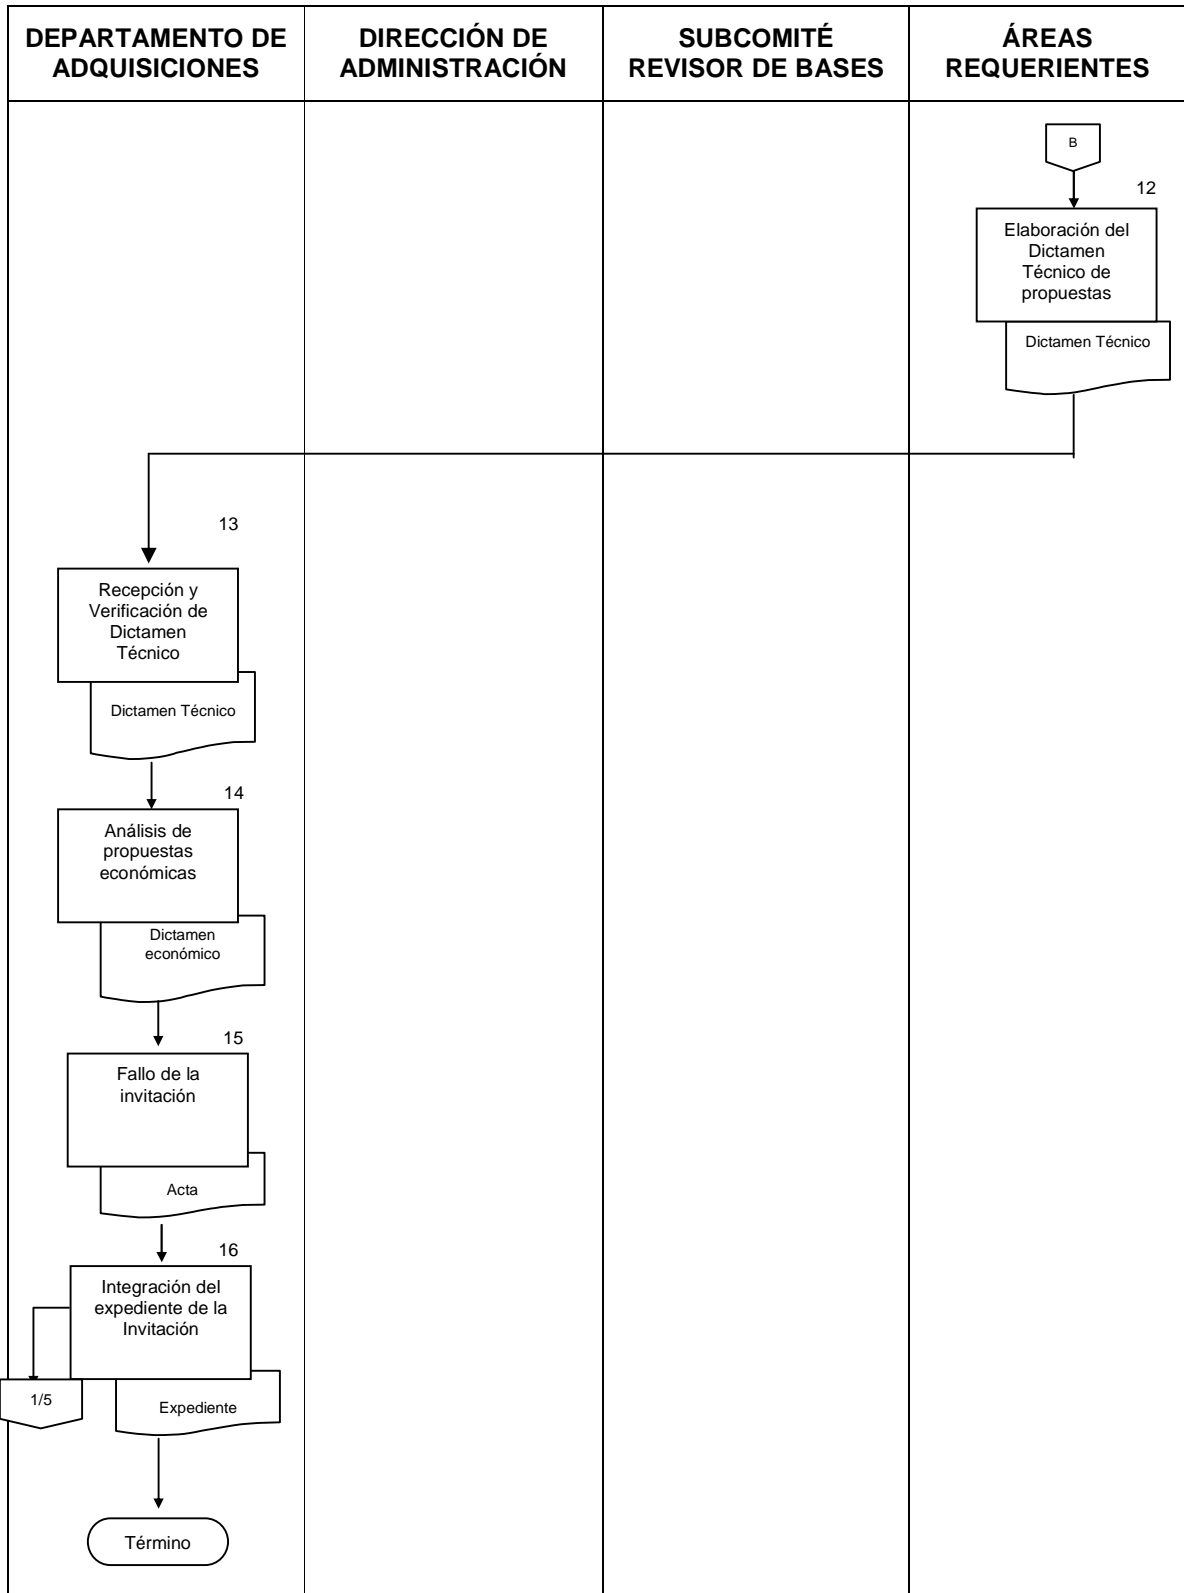 DEPARTAMENTO DE
ADQUISICIONES
DIRECCIÓN DE
ADMINISTRACIÓN
SUBCOMITÉ
REVISOR DE BASES
ÁREAS
REQUERIENTES
B
12
Elaboración del
Dictamen
Técnico de
propuestas
Dictamen Técnico
13
Recepción y
Verificación de
Dictamen
Técnico
Dictamen Técnico
14
Análisis de
propuestas
económicas
Dictamen
económico
15
Fallo de la
invitación
Acta
16
Integración del
expediente de la
Invitación
1/5
Expediente
Término